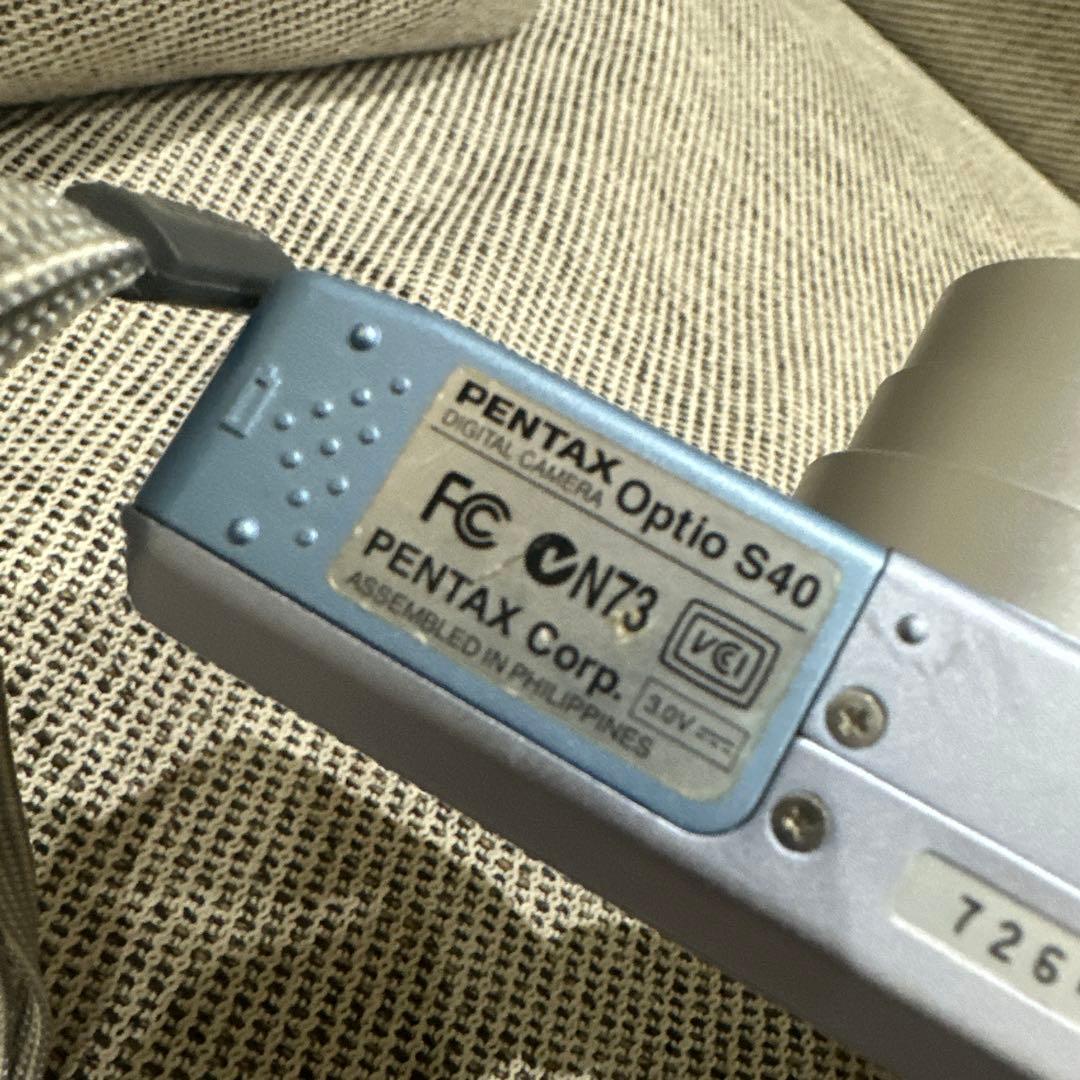 PENTAX Optio S40
DIGITAL CAMERA
FC N73
PENTAX Corp.
VCI
ASSEMBLED IN PHILIPPINES
3.0V
726